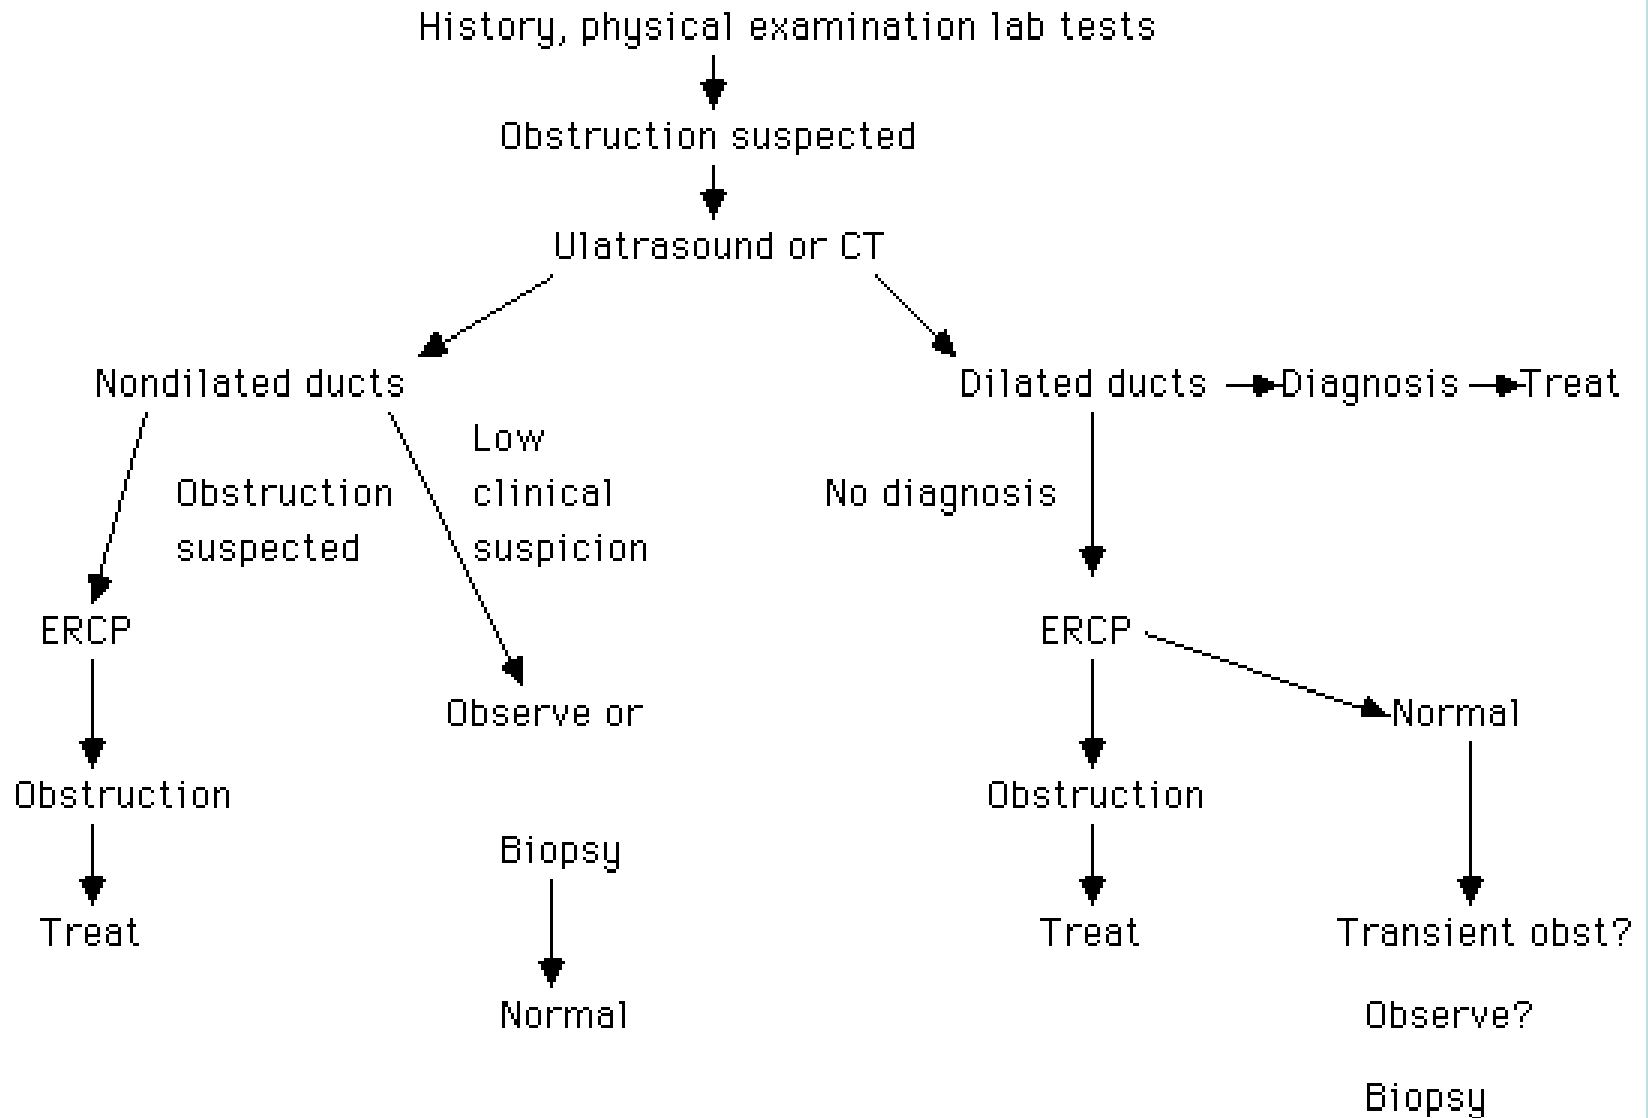 History, physical examination lab tests
Obstruction suspected
Ulatrasound or CT
Nondilated ducts
Dilated ducts
Diagnosis
Treat
Low
clinical
suspicion
Obstruction
suspected
No diagnosis
ERCP
ERCP
Observe or
Normal
Obstruction
Obstruction
Biopsy
Treat
Treat
Transient obst?
Normal
Observe?
Biopsy